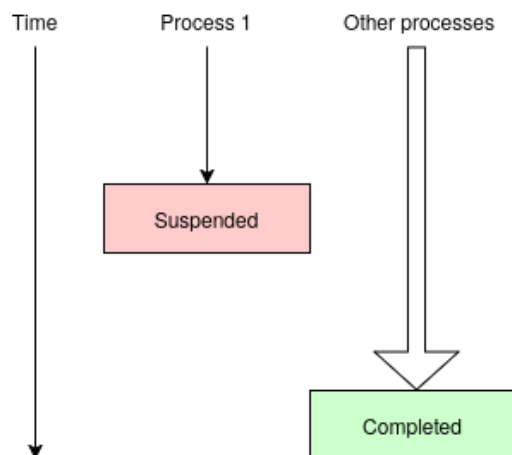 Time
Process 1
Other processes
Suspended
Completed